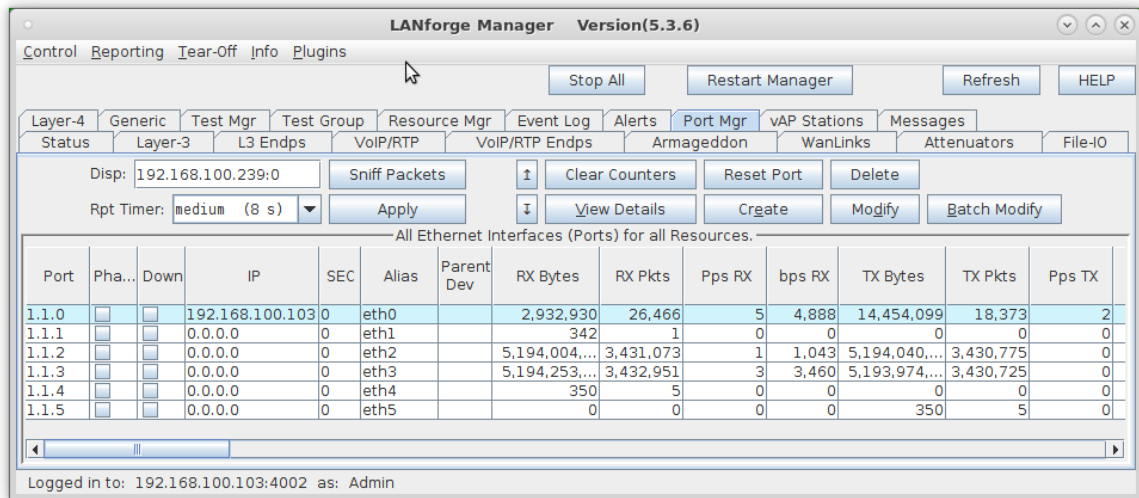 LANforge Manager Version(5.3.6)
Control Reporting Tear-Off Info Plugins
Stop All Restart Manager Refresh HELP
Layer-4 Generic Test Mgr Test Group Resource Mgr Event Log Alerts Port Mgr vAP Stations Messages
Status Layer-3 L3 Endps VoIP/RTP VoIP/RTP Endps Armageddon WanLinks Attenuators File-IO
Disp: 192.168.100.239:0 Sniff Packets ↑ Clear Counters Reset Port Delete
Rpt Timer: medium (8 s) Apply ↓ View Details Create Modify Batch Modify
All Ethernet Interfaces (Ports) for all Resources.
Port Pha... Down IP SEC Alias Parent Dev RX Bytes RX Pkts Pps RX bps RX TX Bytes TX Pkts Pps TX
1.1.0 192.168.100.103 0 eth0 2,932,930 26,466 5 4,888 14,454,099 18,373 2
1.1.1 0.0.0.0 0 eth1 342 1 0 0 0 0 0
1.1.2 0.0.0.0 0 eth2 5,194,004,... 3,431,073 1 1,043 5,194,040,... 3,430,775 0
1.1.3 0.0.0.0 0 eth3 5,194,253,... 3,432,951 3 3,460 5,193,974,... 3,430,725 0
1.1.4 0.0.0.0 0 eth4 350 5 0 0 0 0 0
1.1.5 0.0.0.0 0 eth5 0 0 0 0 350 5 0
Logged in to: 192.168.100.103:4002 as: Admin